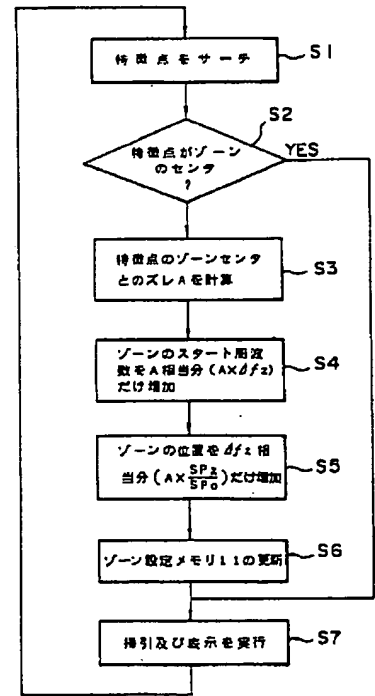 特徴点をサーチ
S1
S2
特徴点がゾーン
のセンタ
?
YES
特徴点のゾーンセンタ
とのズレAを計算
S3
ゾーンのスタート周波
数をA相当分(A×Δfz)
だけ増加
S4
ゾーンの位置をΔfz相
当分(A×SPz/SPo)だけ増加
S5
ゾーン設定メモリ11の更新
S6
掃引及び表示を実行
S7